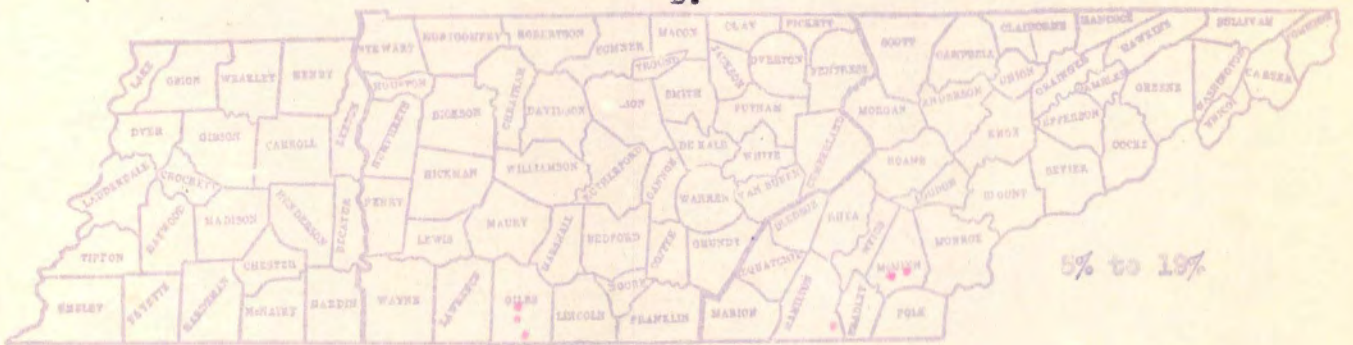 B.
STEWART MONTGOMERY ROBERTSON SUMNER MACON CLAY PICKETT SCOTT CAMPBELL CLAIBORNE HANCOCK HAWKINS SULLIVAN JOHNSON
LAKE OBION WEAKLEY HENRY HOUSTON CHEATHAM DAVIDSON TROUSD SMITH JACKSON OVERTON FENTRESS MORGAN ANDERSON UNION GRAINGER HAMBLEN GREENE WASHINGTON CARTER
DYER GIBSON CARROLL BENTON HUMPHREYS DICKSON PUTNAM KNOX JEFFERSON COCKE
LAUDERDALE CROCKETT MADISON HENDERSON DECATUR PERRY HICKMAN WILLIAMSON RUTHERFORD CANNON DE KALB WHITE CUMBERLAND ROANE LOUDON BLOUNT SEVIER
TIPTON HAYWOOD CHESTER LEWIS MAURY MARSHALL BEDFORD COFFEE WARREN VAN BUREN GRUNDY BLEDSOE RHEA MEIGS McMINN MONROE
FAYETTE HARDEMAN McNAIRY HARDIN WAYNE LAWRENCE GILES LINCOLN MOORE FRANKLIN MARION SEQUATCHIE HAMILTON BRADLEY POLK
5% to 19%